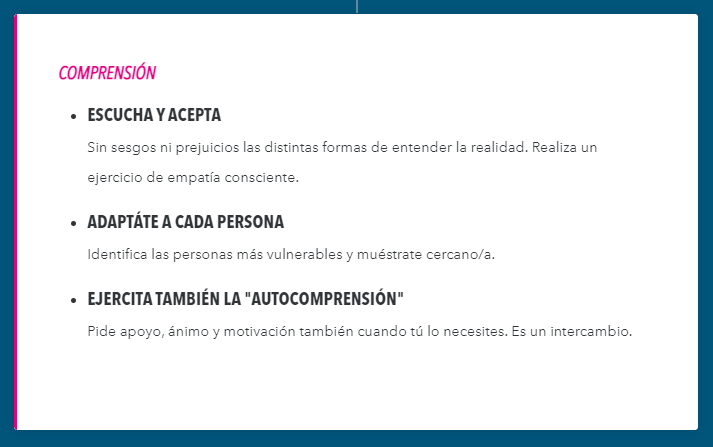 COMPRENSIÓN
• ESCUCHA Y ACEPTA
Sin sesgos ni prejuicios las distintas formas de entender la realidad. Realiza un
ejercicio de empatía consciente.
• ADAPTÁTE A CADA PERSONA
Identifica las personas más vulnerables y muéstrate cercano/a.
• EJERCITA TAMBIÉN LA "AUTOCOMPRENSIÓN"
Pide apoyo, ánimo y motivación también cuando tú lo necesites. Es un intercambio.